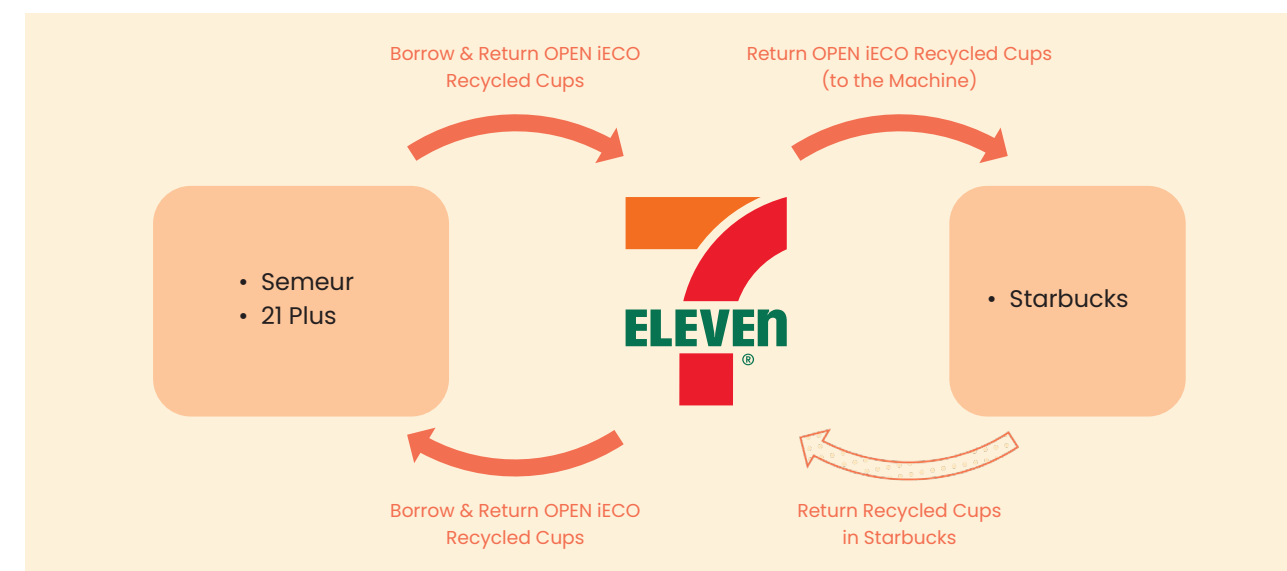 Borrow & Return OPEN iECO
Recycled Cups
Return OPEN iECO Recycled Cups
(to the Machine)
• Semeur
• 21 Plus
7
ELEVEn
®
• Starbucks
Borrow & Return OPEN iECO
Recycled Cups
Return Recycled Cups
in Starbucks